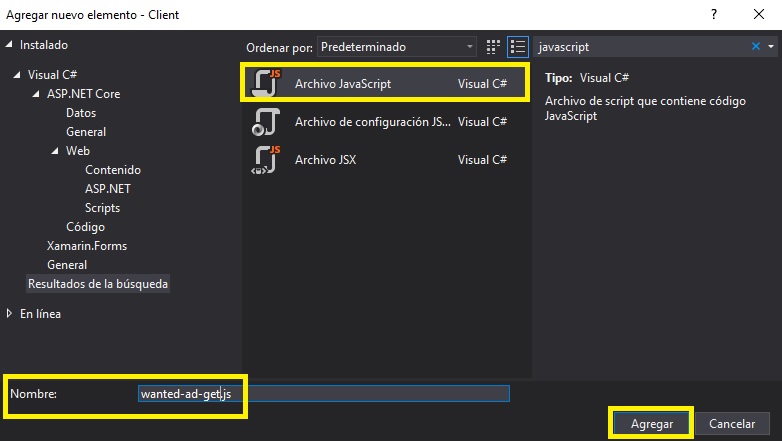 Agregar nuevo elemento - Client
? ×
Instalado
Visual C#
ASP.NET Core
Datos
General
Web
Contenido
ASP.NET
Scripts
Código
Xamarin.Forms
General
Resultados de la búsqueda
En línea
Ordenar por: Predeterminado
JS Archivo JavaScript Visual C#
Archivo de configuración JS... Visual C#
JS Archivo JSX Visual C#
javascript
Tipo: Visual C#
Archivo de script que contiene código
JavaScript
Nombre: wanted-ad-get.js
Agregar Cancelar